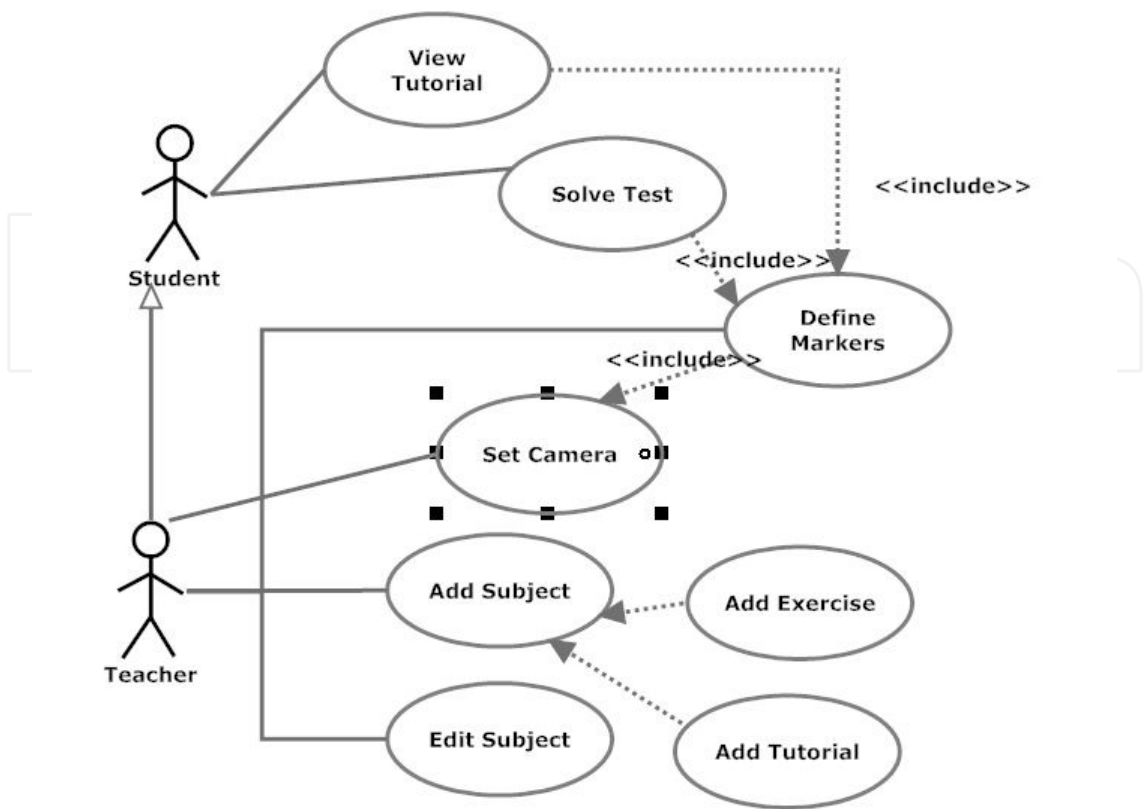 View
Tutorial
Solve Test
<<include>>
Student
<<include>>
Define
Markers
<<include>>
Set Camera
Add Subject
Add Exercise
Teacher
Edit Subject
Add Tutorial